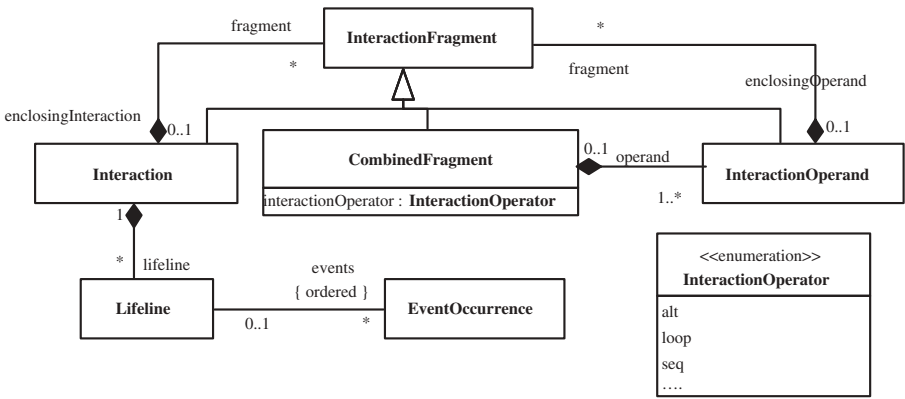 fragment
InteractionFragment
*
*
fragment
enclosingOperand
enclosingInteraction
0..1
0..1
Interaction
CombinedFragment
interactionOperator : InteractionOperator
0..1
operand
1..*
InteractionOperand
1
*
lifeline
Lifeline
events
{ ordered }
0..1
*
EventOccurrence
<<enumeration>>
InteractionOperator
alt
loop
seq
....